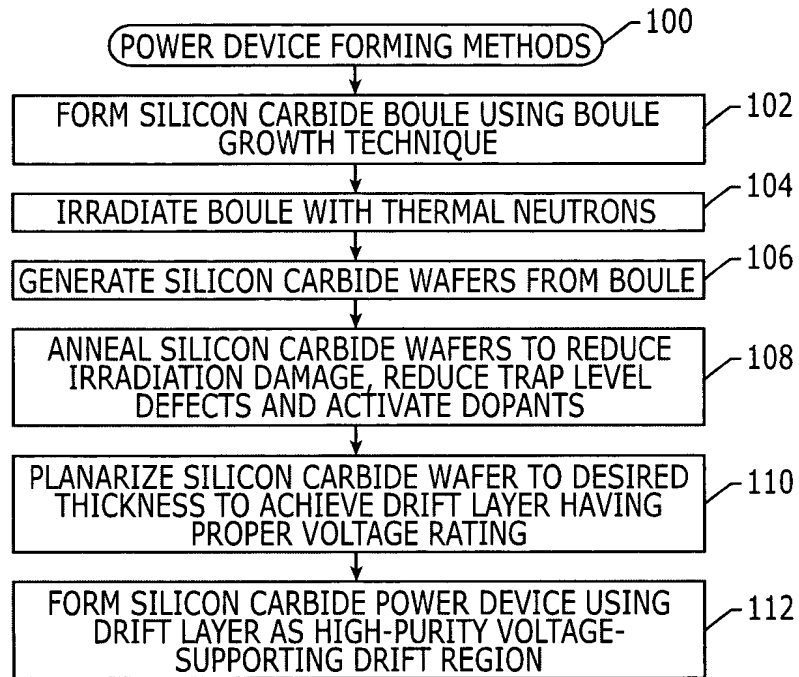 100
POWER DEVICE FORMING METHODS
FORM SILICON CARBIDE BOULE USING BOULE
GROWTH TECHNIQUE
102
IRRADIATE BOULE WITH THERMAL NEUTRONS
104
GENERATE SILICON CARBIDE WAFERS FROM BOULE
106
ANNEAL SILICON CARBIDE WAFERS TO REDUCE
IRRADIATION DAMAGE, REDUCE TRAP LEVEL
DEFECTS AND ACTIVATE DOPANTS
108
PLANARIZE SILICON CARBIDE WAFER TO DESIRED
THICKNESS TO ACHIEVE DRIFT LAYER HAVING
PROPER VOLTAGE RATING
110
FORM SILICON CARBIDE POWER DEVICE USING
DRIFT LAYER AS HIGH-PURITY VOLTAGE-
SUPPORTING DRIFT REGION
112